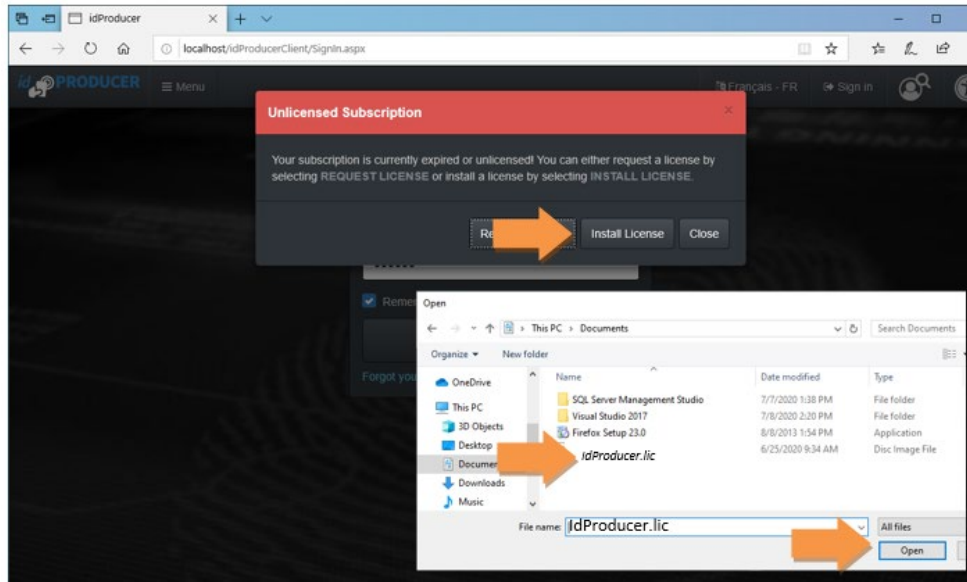 idProducer
localhost/idProducerClient/SignIn.aspx
id PRODUCER
Menu
Français - FR
Sign in
Unlicensed Subscription
Your subscription is currently expired or unlicensed! You can either request a license by
selecting REQUEST LICENSE or install a license by selecting INSTALL LICENSE.
Install License
Close
Forgot you
Open
This PC > Documents
Search Documents
Organize
New folder
OneDrive
This PC
3D Objects
Desktop
Downloads
Music
Name
Date modified
Type
SQL Server Management Studio
7/7/2020 1:38 PM
File folder
Visual Studio 2017
7/8/2020 2:20 PM
File folder
Firefox Setup 23.0
8/8/2013 1:54 PM
Application
idProducer.lic
6/25/2020 9:34 AM
Disc Image File
File name:
IdProducer.lic
All files
Open